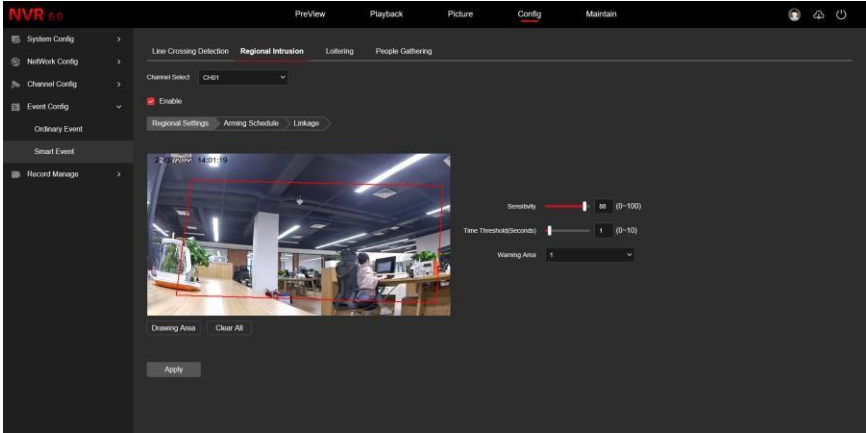 NVR 6.0
PreView Playback Picture Config Maintain
System Config
NetWork Config
Channel Config
Event Config
Ordinary Event
Smart Event
Record Manage
Line Crossing Detection Regional Intrusion Loitering People Gathering
Channel Select CH01
Enable
Regional Settings Arming Schedule Linkage
14:01:19
Sensitivity 88 (0~100)
Time Threshold(Seconds) 1 (0~10)
Warning Area 1
Drawing Area Clear All
Apply